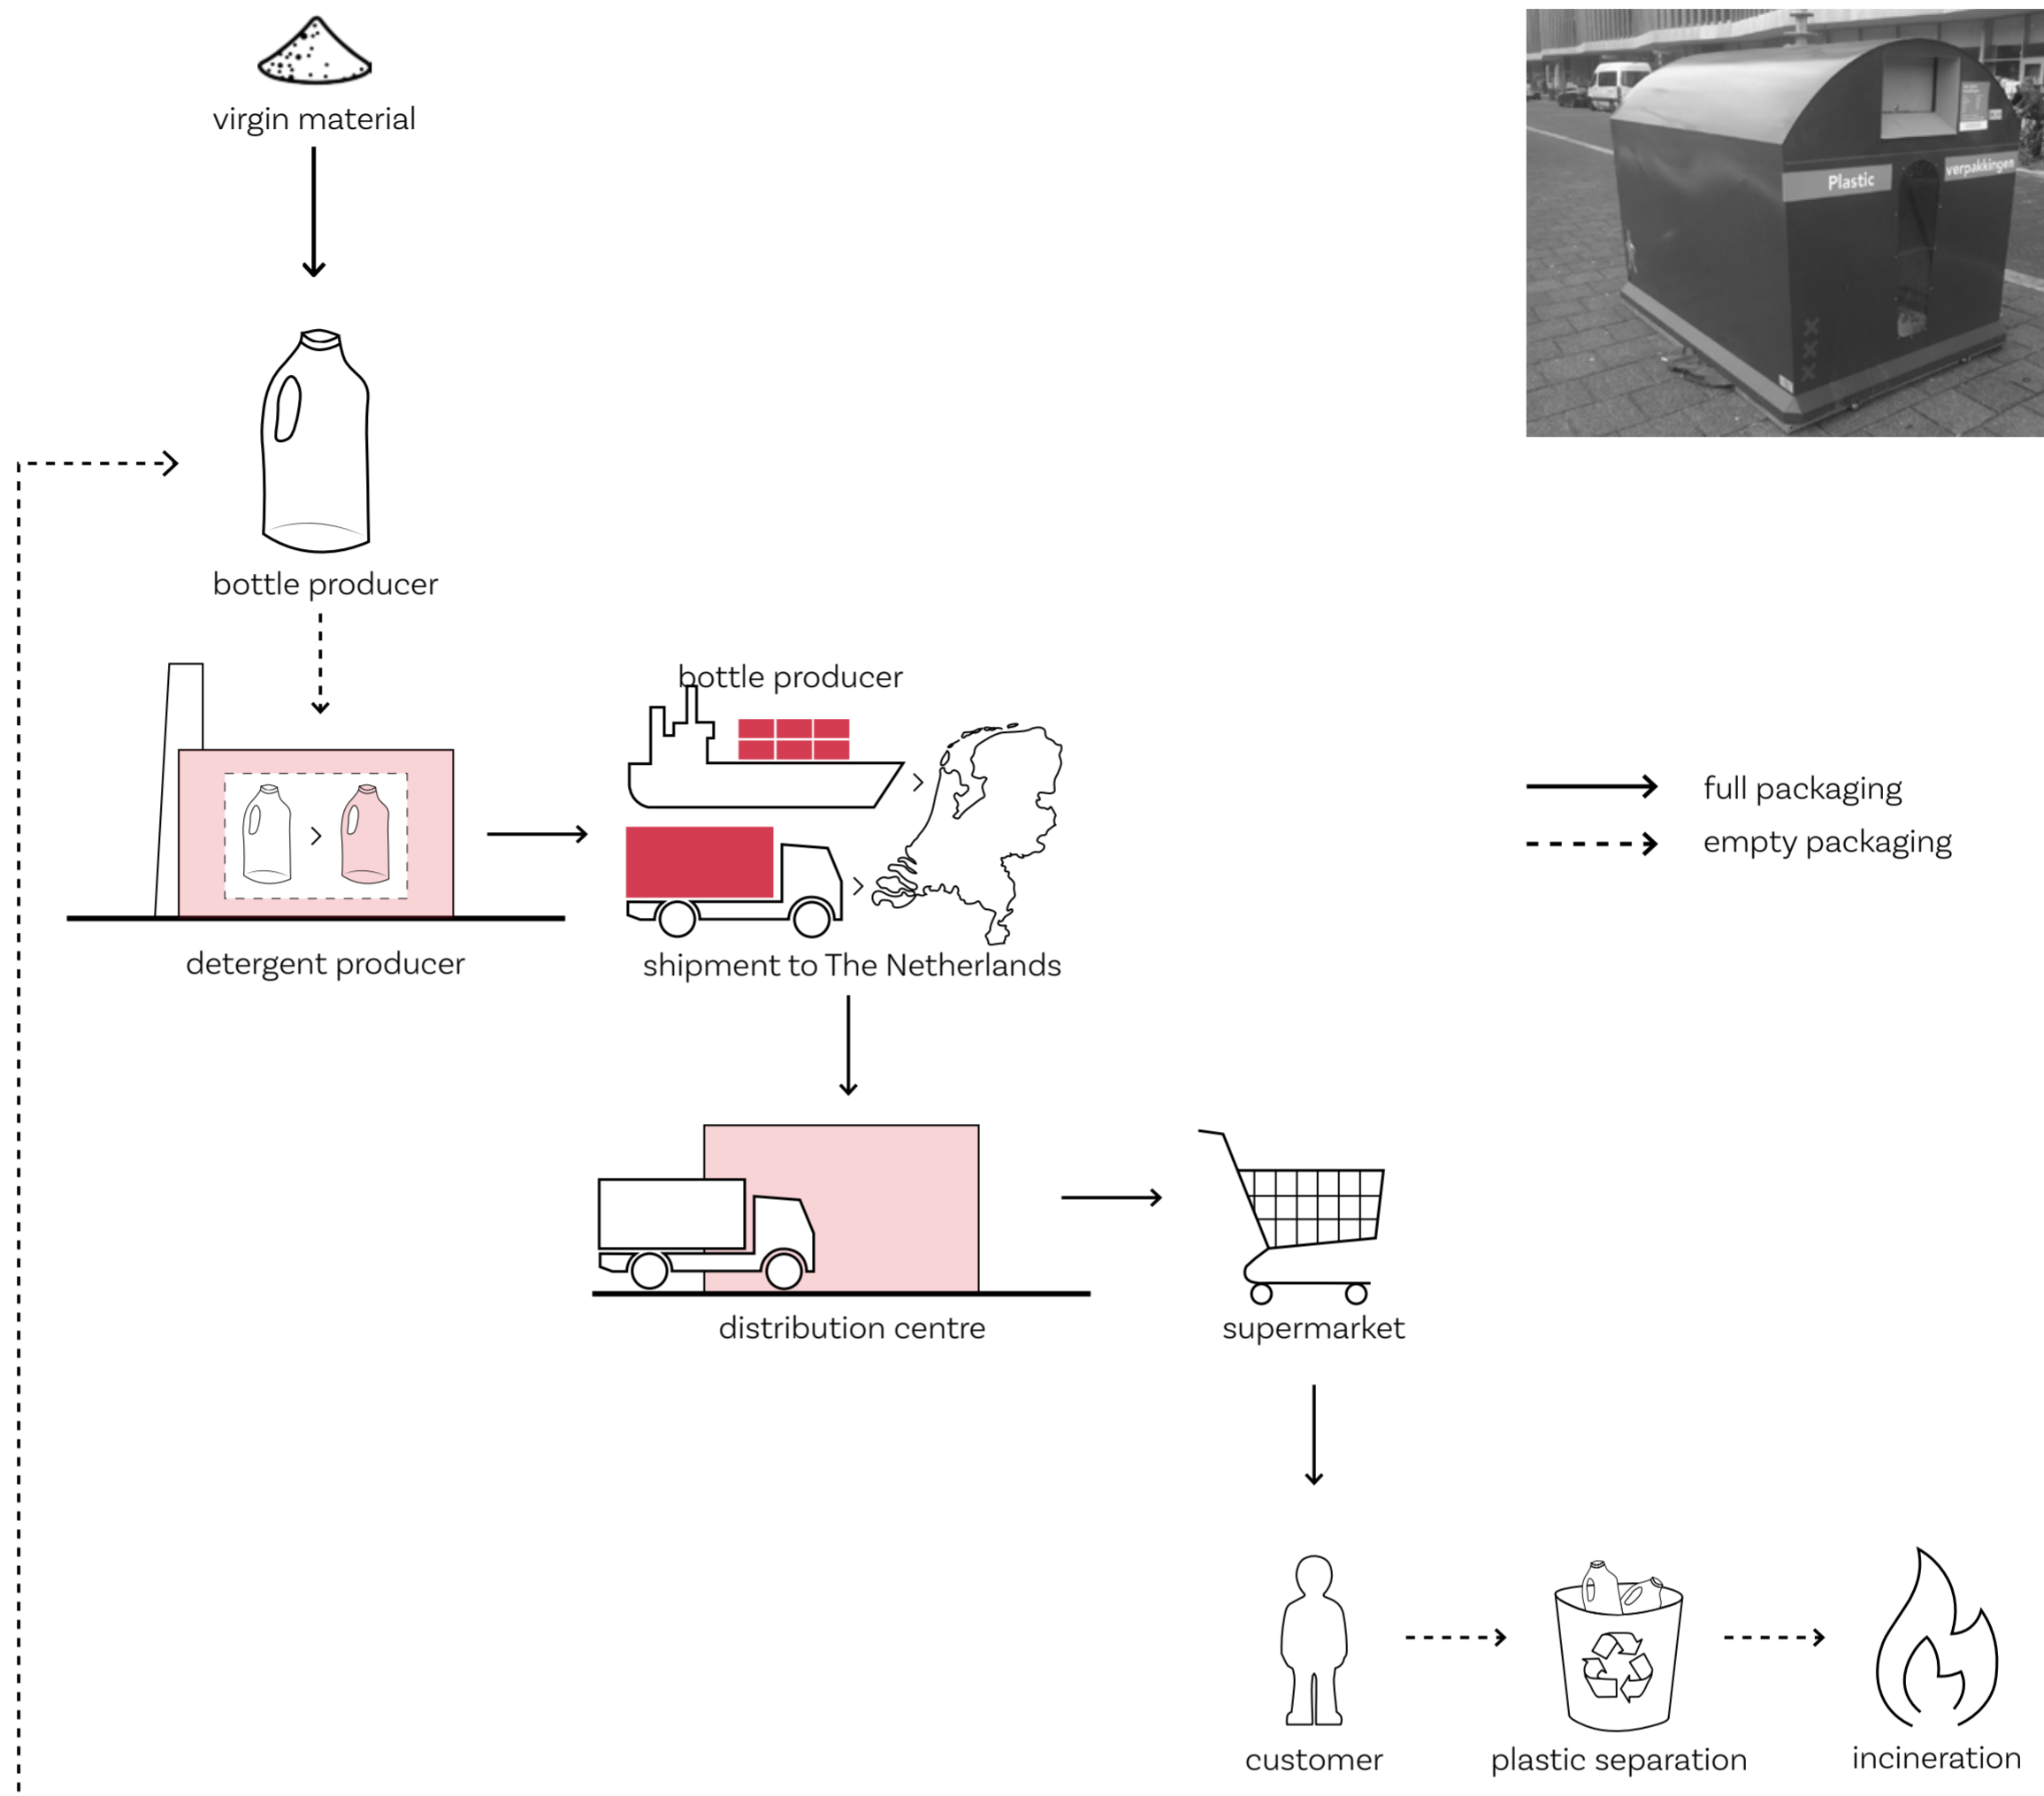 virgin material
Plastic
verpakkingen
bottle producer
bottle producer
full packaging
empty packaging
detergent producer
shipment to The Netherlands
distribution centre
supermarket
customer
plastic separation
incineration